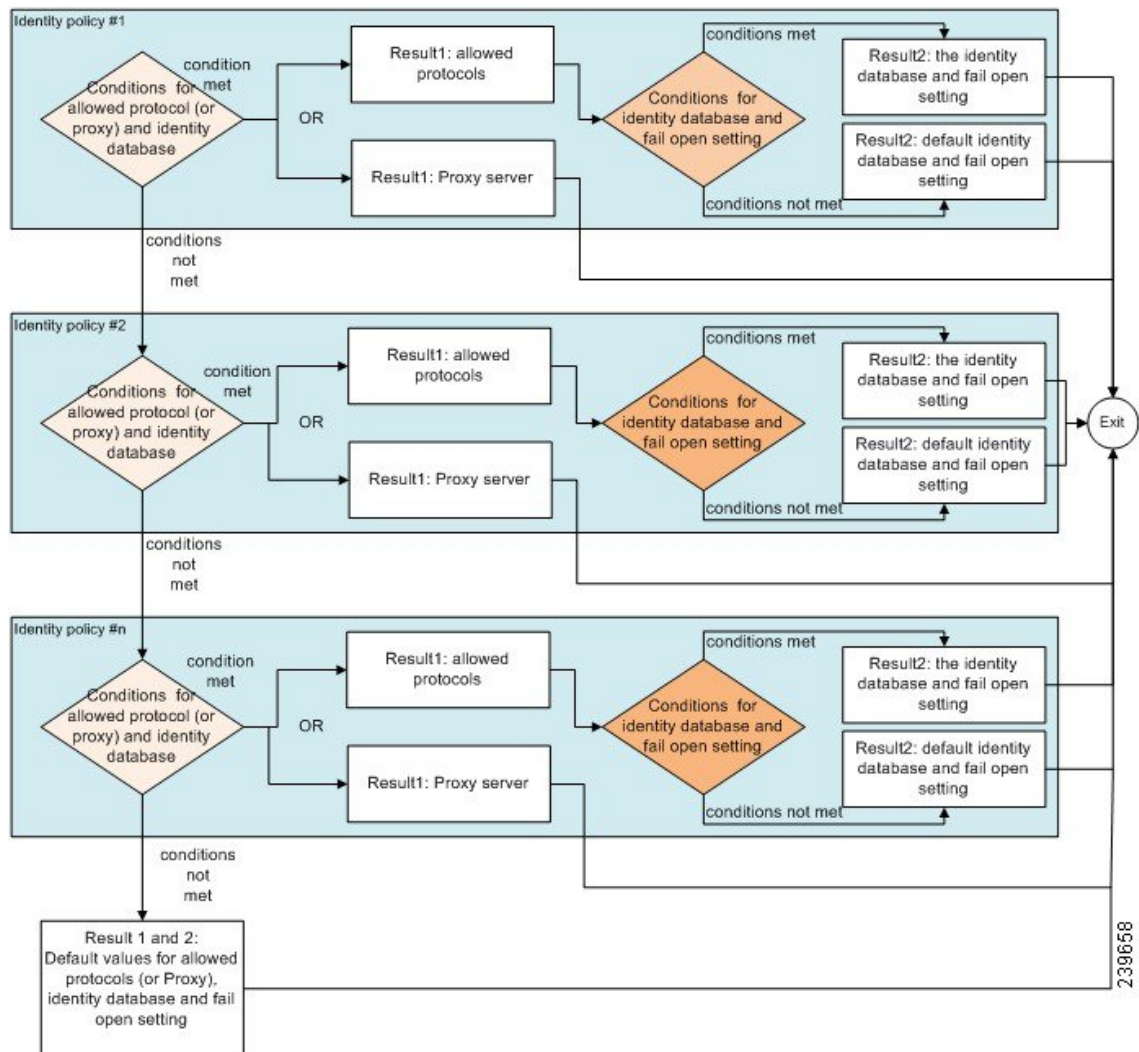 Identity policy #1
condition
met
Conditions for
allowed protocol (or
proxy) and identity
database
OR
Result1: allowed
protocols
Result1: Proxy server
conditions met
Conditions for
identity database and
fail open setting
conditions not met
Result2: the identity
database and fail open
setting
Result2: default identity
database and fail open
setting
conditions
not
met
Identity policy #2
condition
met
Conditions for
allowed protocol (or
proxy) and identity
database
OR
Result1: allowed
protocols
Result1: Proxy server
conditions met
Conditions for
identity database and
fail open setting
conditions not met
Result2: the identity
database and fail open
setting
Result2: default identity
database and fail open
setting
Exit
conditions
not
met
Identity policy #n
condition
met
Conditions for
allowed protocol (or
proxy) and identity
database
OR
Result1: allowed
protocols
Result1: Proxy server
conditions met
Conditions for
identity database and
fail open setting
conditions not met
Result2: the identity
database and fail open
setting
Result2: default identity
database and fail open
setting
conditions
not
met
Result 1 and 2:
Default values for allowed
protocols (or Proxy),
identity database and fail
open setting
239658